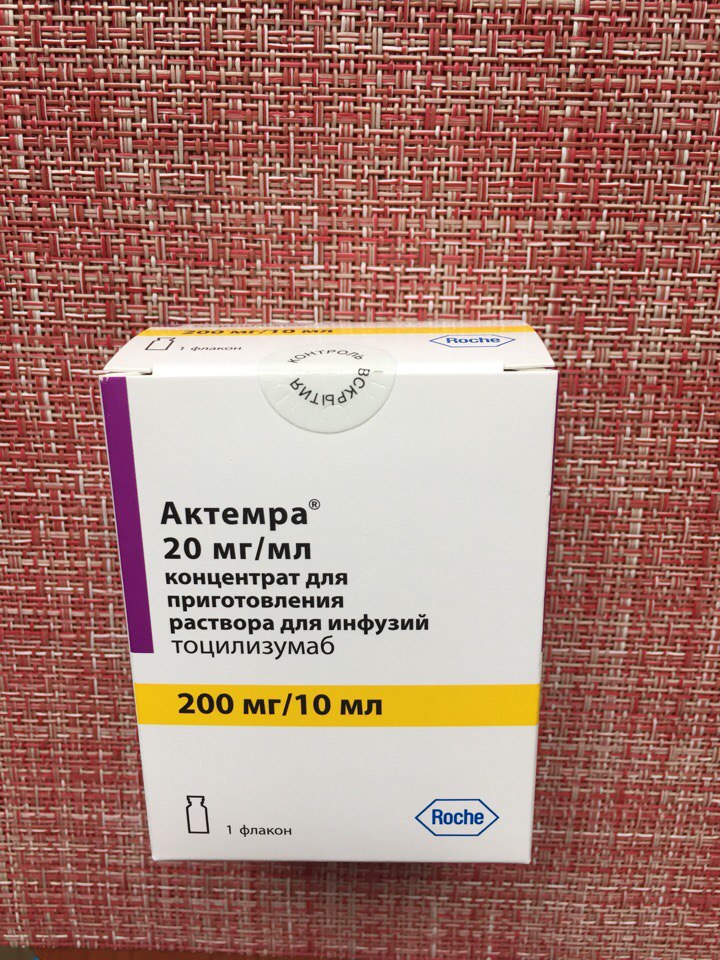 200 мг/10 мл
1 флакон
Roche
КОНТРОЛЬ ВСКРЫТИЯ
Актемра®
20 мг/мл
концентрат для
приготовления
раствора для инфузий
тоцилизумаб
200 мг/10 мл
1 флакон
Roche